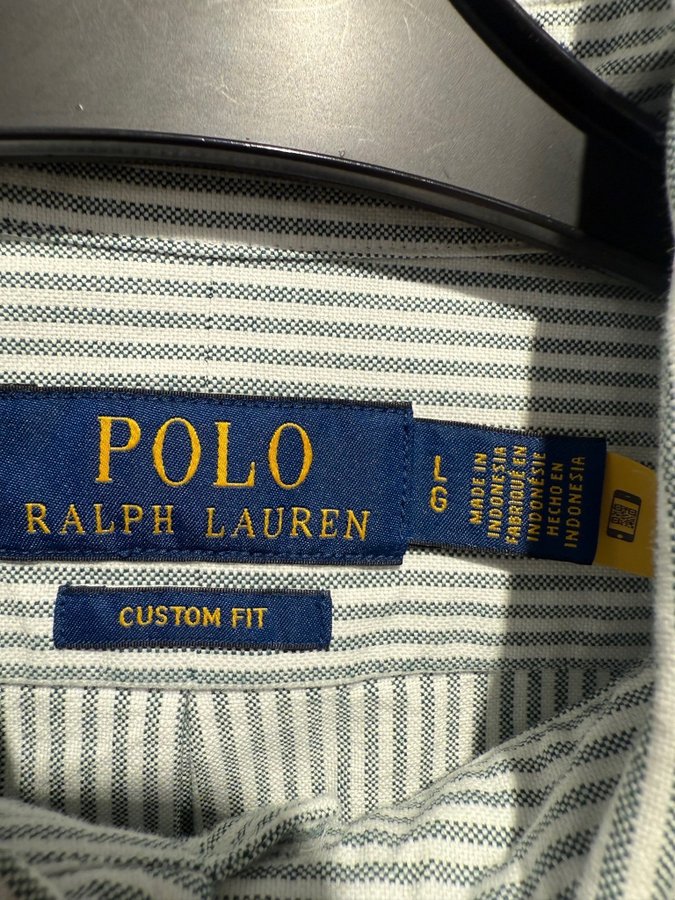 POLO
RALPH LAUREN
L
G
MADE IN
INDONESIA
FABRIQUÉ EN
INDONÉSIE
HECHO EN
INDONESIA
CUSTOM FIT